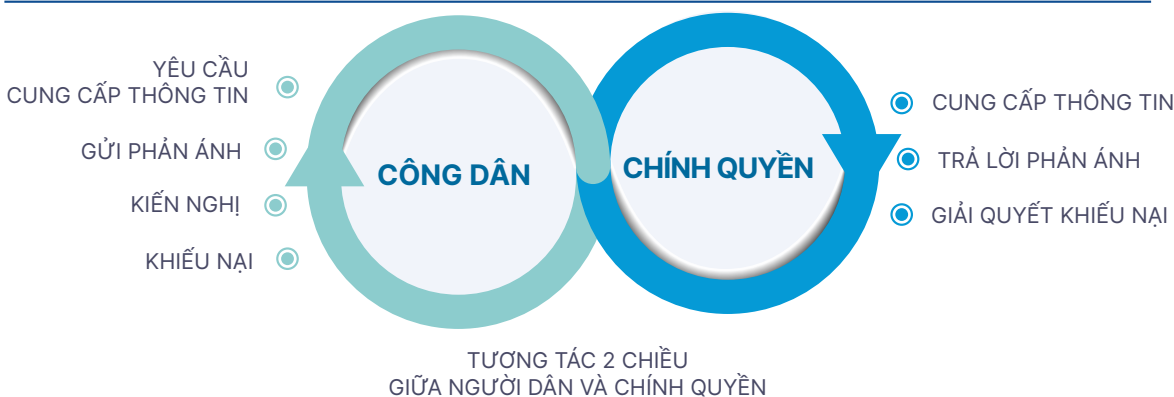 YÊU CẦU
CUNG CẤP THÔNG TIN
GỬI PHẢN ÁNH
KIẾN NGHỊ
KHIẾU NẠI
CÔNG DÂN
CHÍNH QUYỀN
CUNG CẤP THÔNG TIN
TRẢ LỜI PHẢN ÁNH
GIẢI QUYẾT KHIẾU NẠI
TƯƠNG TÁC 2 CHIỀU
GIỮA NGƯỜI DÂN VÀ CHÍNH QUYỀN